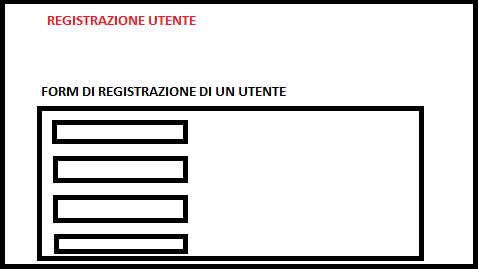 REGISTRAZIONE UTENTE
FORM DI REGISTRAZIONE DI UN UTENTE